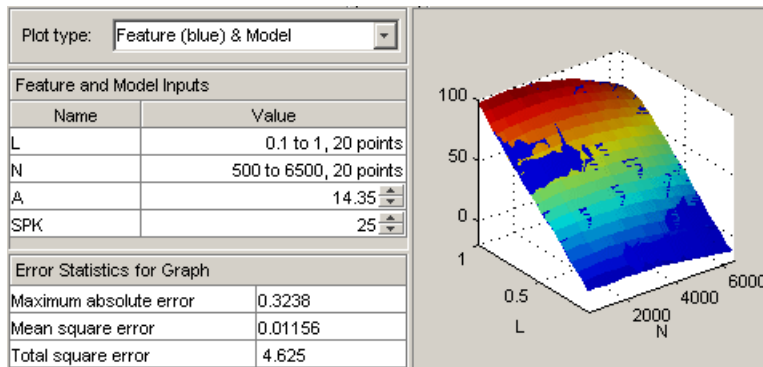 Plot type: Feature (blue) & Model
Feature and Model Inputs
Name Value
L 0.1 to 1, 20 points
N 500 to 6500, 20 points
A 14.35
SPK 25
Error Statistics for Graph
Maximum absolute error 0.3238
Mean square error 0.01156
Total square error 4.625
100
50
0
1
0.5
L
2000
4000
6000
N